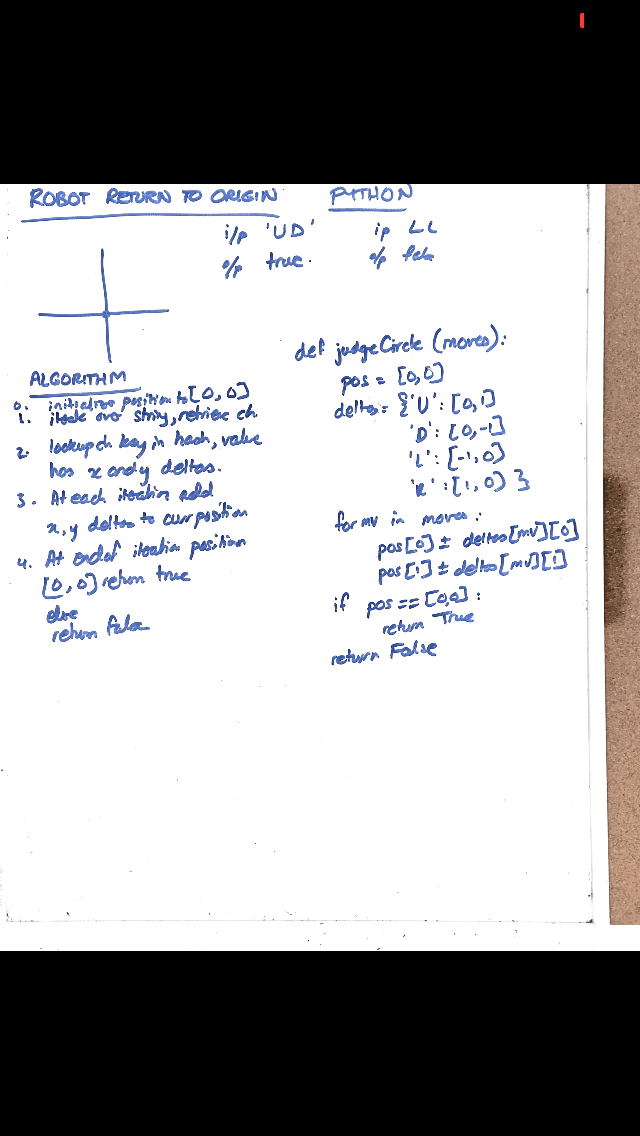 ROBOT RETURN TO ORIGIN
i/p 'UD'
o/p true.
ALGORITHM
0. initialize position to [0,0]
1. iterate over string, retrieve ch
2. lookup ch key in hash, value
has x and y deltas.
3. At each iteration add
x, y deltas to curr position
4. At end of iteration position
[0,0] return true
else
return false
PYTHON
ip LL
o/p false
def judgeCircle (moves):
pos = [0,0]
deltas = {'U': [0,1]
'D': [0,-1]
'L': [-1,0)
'R': [1,0) }
for mv in moves:
pos[0] ± deltas[mv][0]
pos[1] ± deltas[mv][1]
if pos == [0,0]:
return True
return False